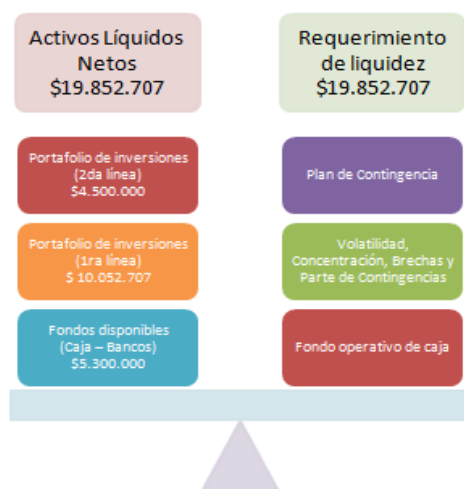 Activos Líquidos
Netos
$19.852.707
Requerimiento
de liquidez
$19.852.707
Portafolio de inversiones
(2da línea)
$4.500.000
Plan de Contingencia
Portafolio de inversiones
(1ra línea)
$ 10.052.707
Volatilidad,
Concentración, Brechas y
Parte de Contingencias
Fondos disponibles
(Caja – Bancos)
$5.300.000
Fondo operativo de caja